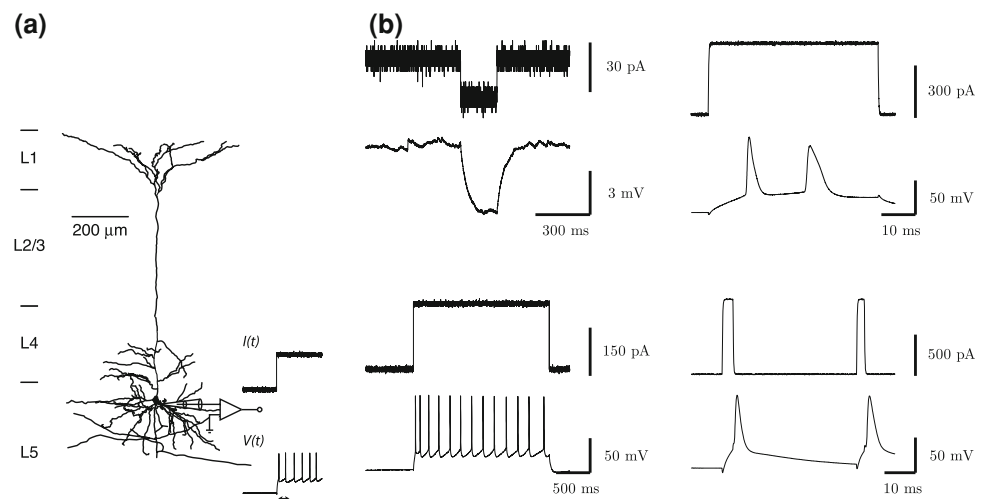 (a)
L1
200 μm
L2/3
L4
I(t)
V(t)
L5
(b)
30 pA
3 mV
300 ms
300 pA
50 mV
10 ms
150 pA
50 mV
500 ms
500 pA
50 mV
10 ms